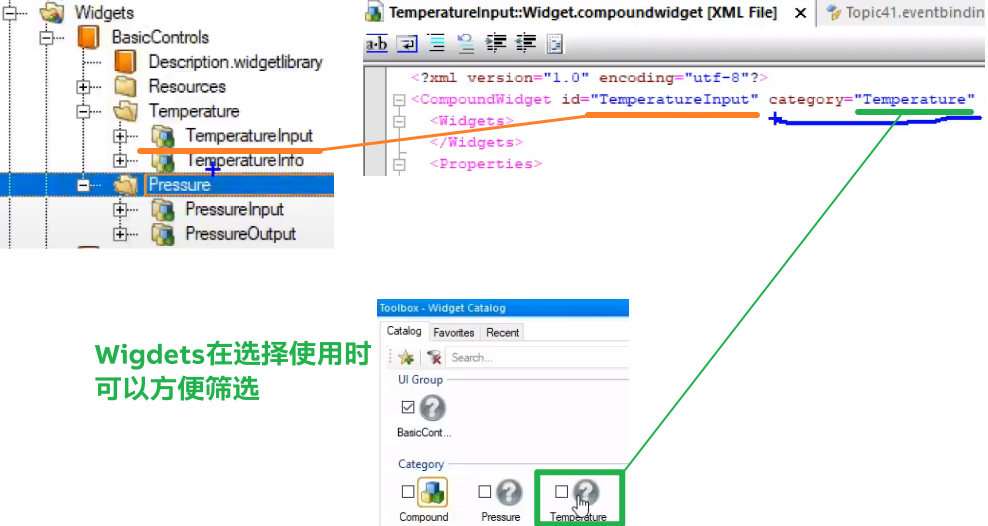 Widgets
BasicControls
Description.widgetlibrary
Resources
Temperature
TemperatureInput
TemperatureInfo
Pressure
PressureInput
PressureOutput
TemperatureInput::Widget.compoundwidget [XML File]
Topic41.eventbindin
a-b
<?xml version="1.0" encoding="utf-8"?>
<CompoundWidget id="TemperatureInput" category="Temperature"
<Widgets>
</Widgets>
<Properties>
Wigdets在选择使用时
可以方便筛选
Toolbox - Widget Catalog
Catalog Favorites Recent
Search...
UI Group
BasicCont...
Category
Compound Pressure Temperature